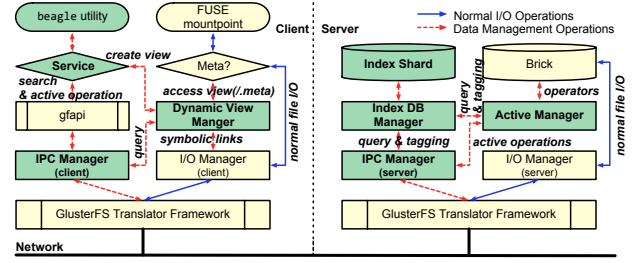 beagle utility
FUSE
mountpoint
Client
Server
Normal I/O Operations
Data Management Operations
create view
Service
Meta?
search
& active operation
access view(/.meta)
normal file I/O
gfapi
Dynamic View
Manger
query
symbolic links
IPC Manager
(client)
I/O Manager
(client)
GlusterFS Translator Framework
Network
Index Shard
Brick
query
& tagging
operators
normal file I/O
Index DB
Manager
Active Manager
query & tagging
active operations
IPC Manager
(server)
I/O Manager
(server)
GlusterFS Translator Framework